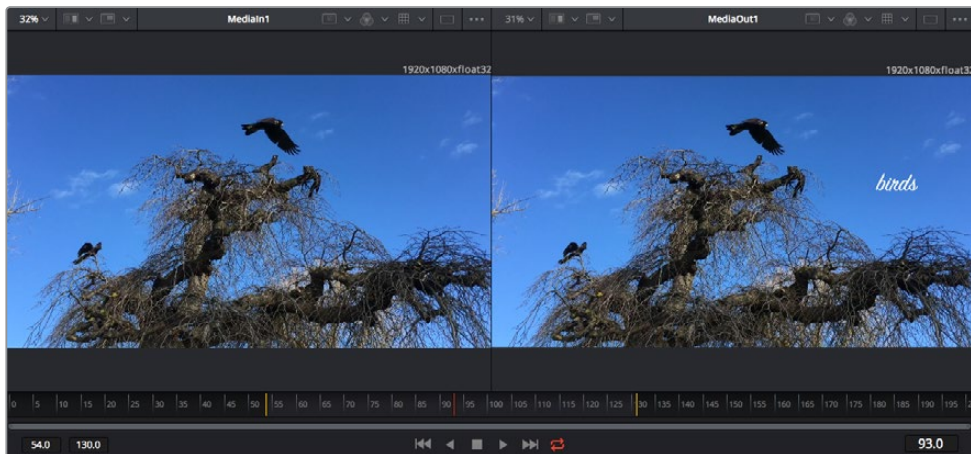 32% MediaIn1 31% MediaOut1
1920x1080xfloat32 1920x1080xfloat32
birds
0 5 10 15 20 25 30 35 40 45 50 55 60 65 70 75 80 85 90 95 100 105 110 115 120 125 130 135 140 145 150 155 160 165 170 175 180 185 190 195
54.0 130.0 93.0